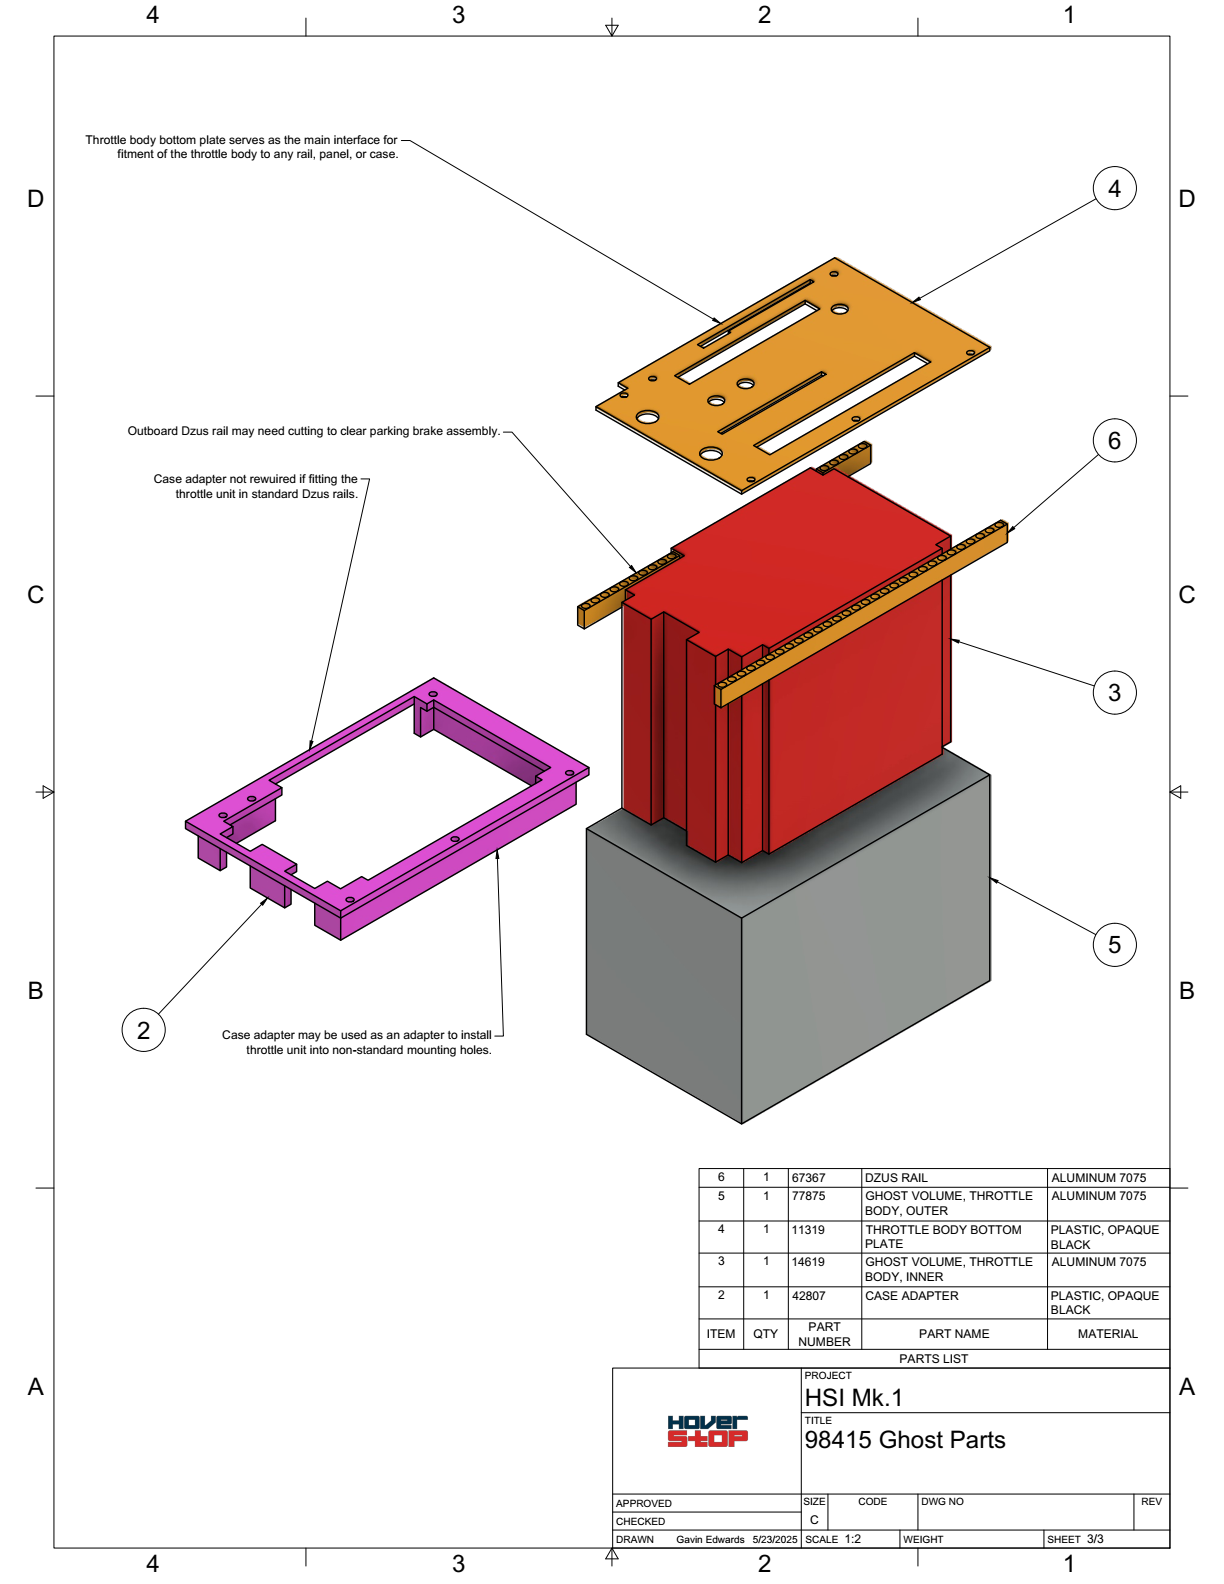 4 3 2 1
Throttle body bottom plate serves as the main interface for
fitment of the throttle body to any rail, panel, or case.
D D
4
Outboard Dzus rail may need cutting to clear parking brake assembly.
6
Case adapter not rewuired if fitting the
throttle unit in standard Dzus rails.
C C
3
5
B B
2
Case adapter may be used as an adapter to install
throttle unit into non-standard mounting holes.
6 1 67367 DZUS RAIL ALUMINUM 7075
5 1 77875 GHOST VOLUME, THROTTLE ALUMINUM 7075
BODY, OUTER
4 1 11319 THROTTLE BODY BOTTOM PLASTIC, OPAQUE
PLATE BLACK
3 1 14619 GHOST VOLUME, THROTTLE ALUMINUM 7075
BODY, INNER
2 1 42807 CASE ADAPTER PLASTIC, OPAQUE
BLACK
ITEM QTY PART NUMBER PART NAME MATERIAL
PARTS LIST
A A
PROJECT
HSI Mk.1
HOVER
STOP
TITLE
98415 Ghost Parts
APPROVED SIZE CODE DWG NO REV
CHECKED C
DRAWN Gavin Edwards 5/23/2025 SCALE 1:2 WEIGHT SHEET 3/3
4 3 2 1